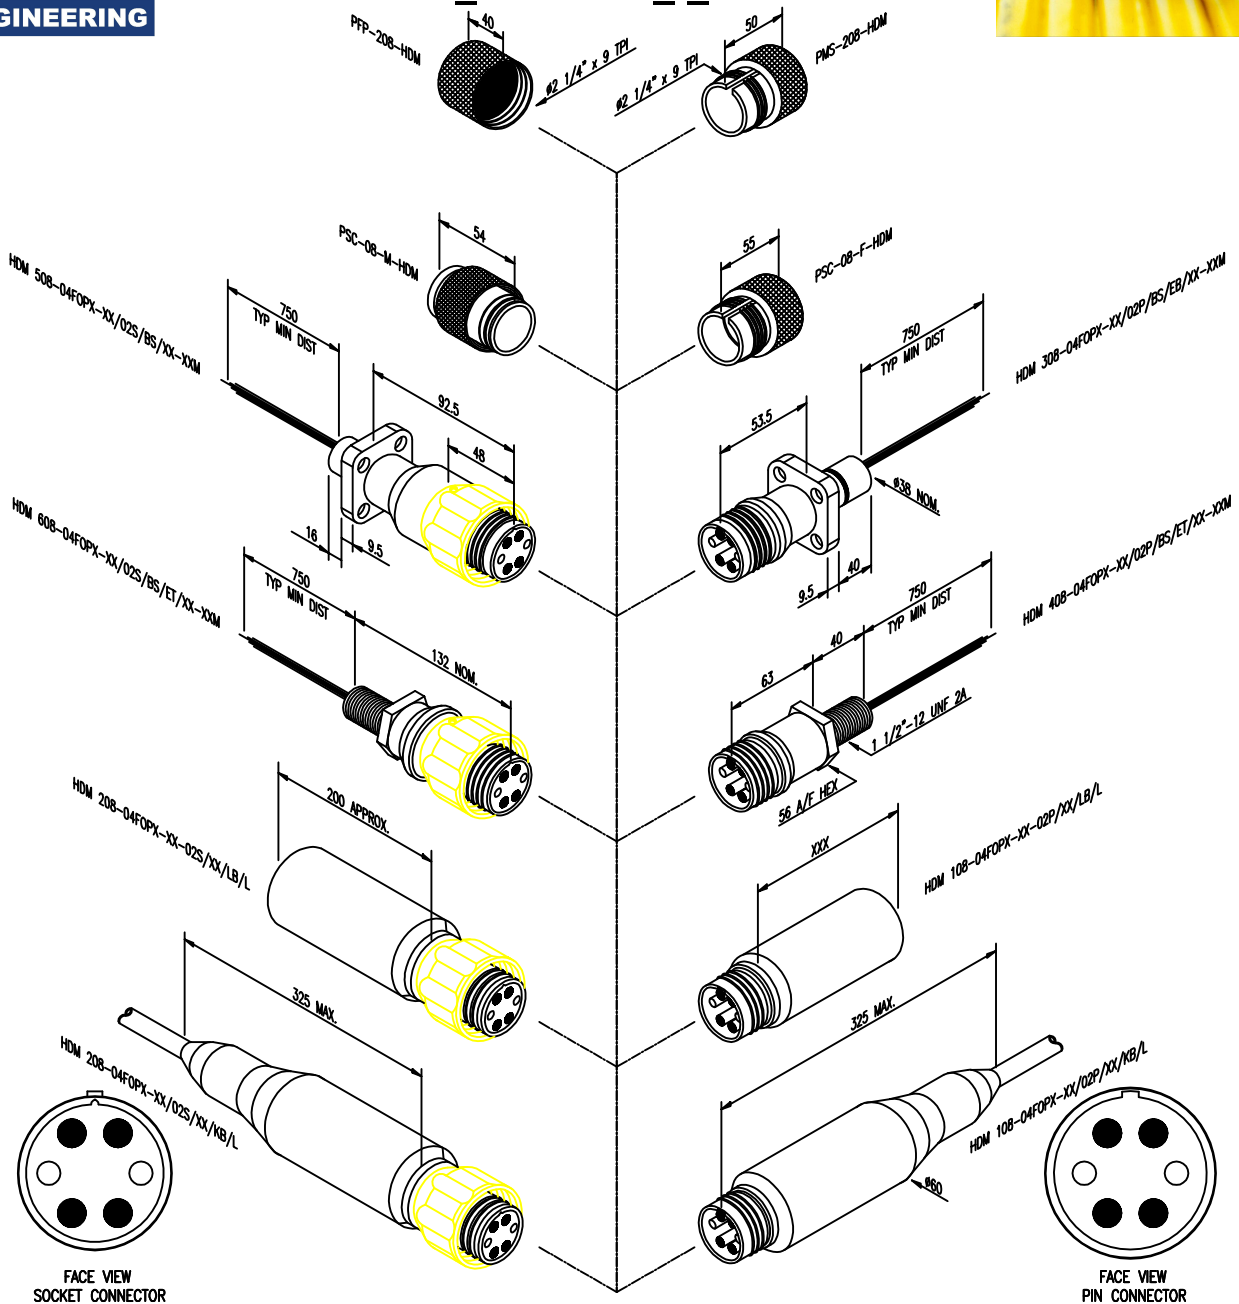 GINEERING
PFP-208-HDM
40
ø2 1/4" x 9 TPI
50
PMS-208-HDM
ø2 1/4" x 9 TPI
PSC-08-M-HDM
54
55
PSC-08-F-HDM
HDM 508-04FOPX-XX/02S/BS/XX-XXM
750
TYP MIN DIST
92.5
48
16
9.5
53.5
750
TYP MIN DIST
HDM 308-04FOPX-XX/02P/BS/EB/XX-XXM
ø38 NOM.
9.5
40
HDM 608-04FOPX-XX/02S/BS/ET/XX-XXM
750
TYP MIN DIST
132 NOM.
63
40
750
TYP MIN DIST
HDM 408-04FOPX-XX/02P/BS/ET/XX-XXM
1 1/2"-12 UNF 2A
56 A/F HEX
HDM 208-04FOPX-XX-02S/XX/LB/L
200 APPROX.
XXX
HDM 108-04FOPX-XX-02P/XX/LB/L
325 MAX.
HDM 208-04FOPX-XX/02S/XX/KB/L
325 MAX.
HDM 108-04FOPX-XX/02P/XX/KB/L
ø60
FACE VIEW
SOCKET CONNECTOR
FACE VIEW
PIN CONNECTOR